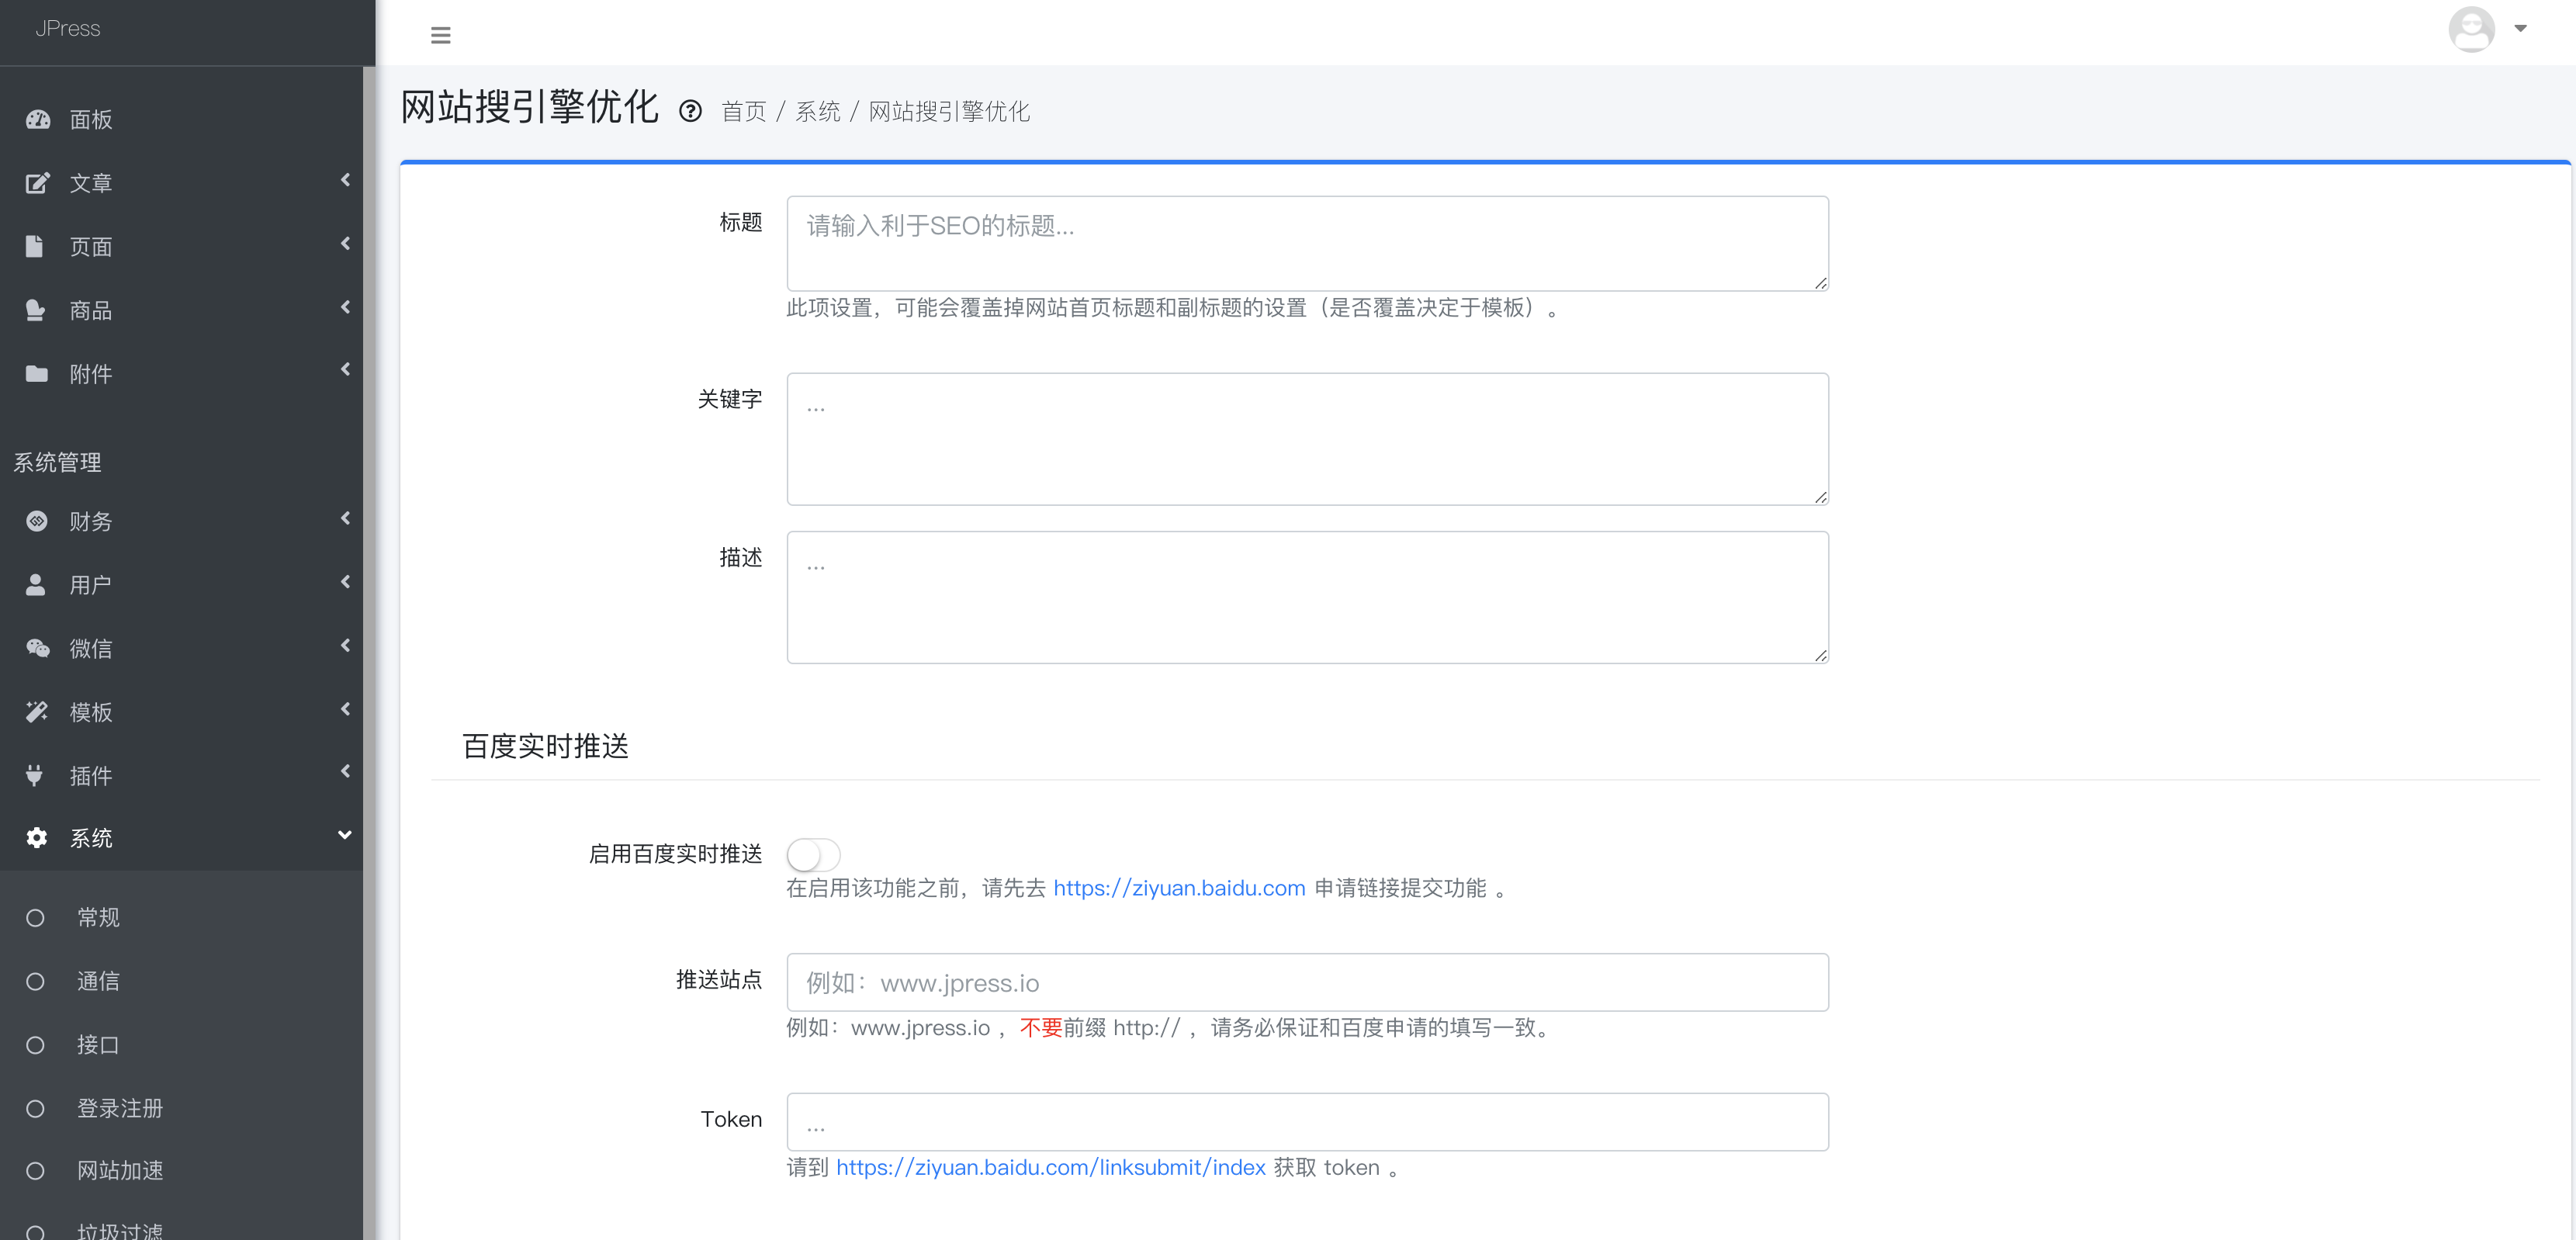 JPress
面板
文章
页面
商品
附件
系统管理
财务
用户
微信
模板
插件
系统
常规
通信
接口
登录注册
网站加速
垃圾过滤
网站搜引擎优化 首页 / 系统 / 网站搜引擎优化
标题 请输入利于SEO的标题...
此项设置，可能会覆盖掉网站首页标题和副标题的设置（是否覆盖决定于模板）。
关键字 ...
描述 ...
百度实时推送
启用百度实时推送
在启用该功能之前，请先去 https://ziyuan.baidu.com 申请链接提交功能 。
推送站点 例如：www.jpress.io
例如：www.jpress.io ，不要前缀 http:// ，请务必保证和百度申请的填写一致。
Token ...
请到 https://ziyuan.baidu.com/linksubmit/index 获取 token 。